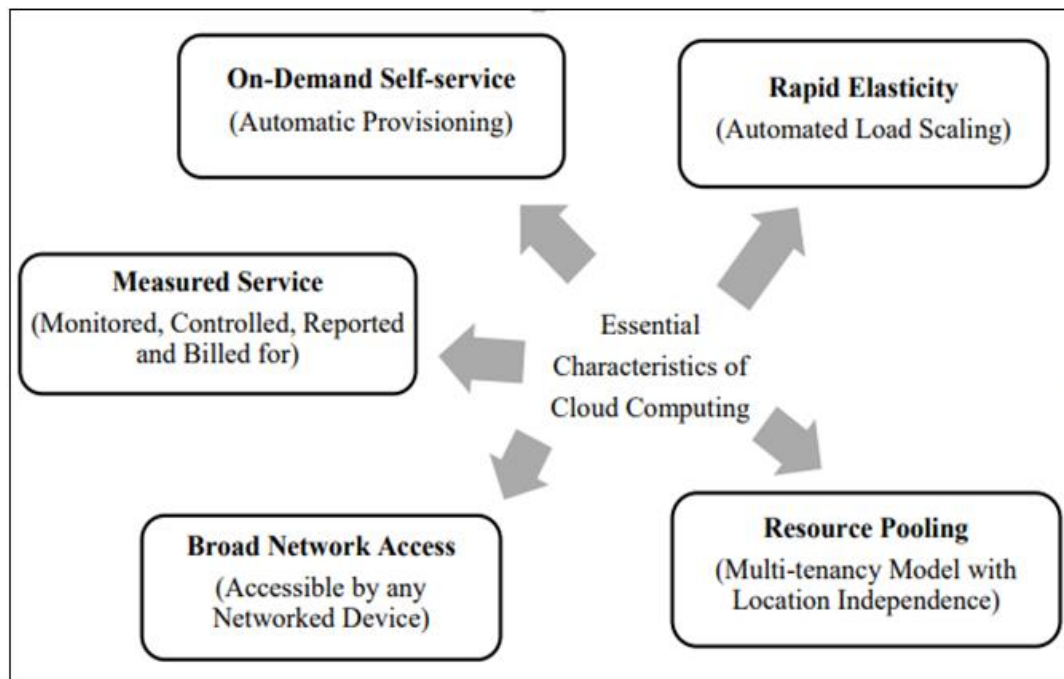 On-Demand Self-service
(Automatic Provisioning)
Rapid Elasticity
(Automated Load Scaling)
Measured Service
(Monitored, Controlled, Reported
and Billed for)
Essential
Characteristics of
Cloud Computing
Broad Network Access
(Accessible by any
Networked Device)
Resource Pooling
(Multi-tenancy Model with
Location Independence)